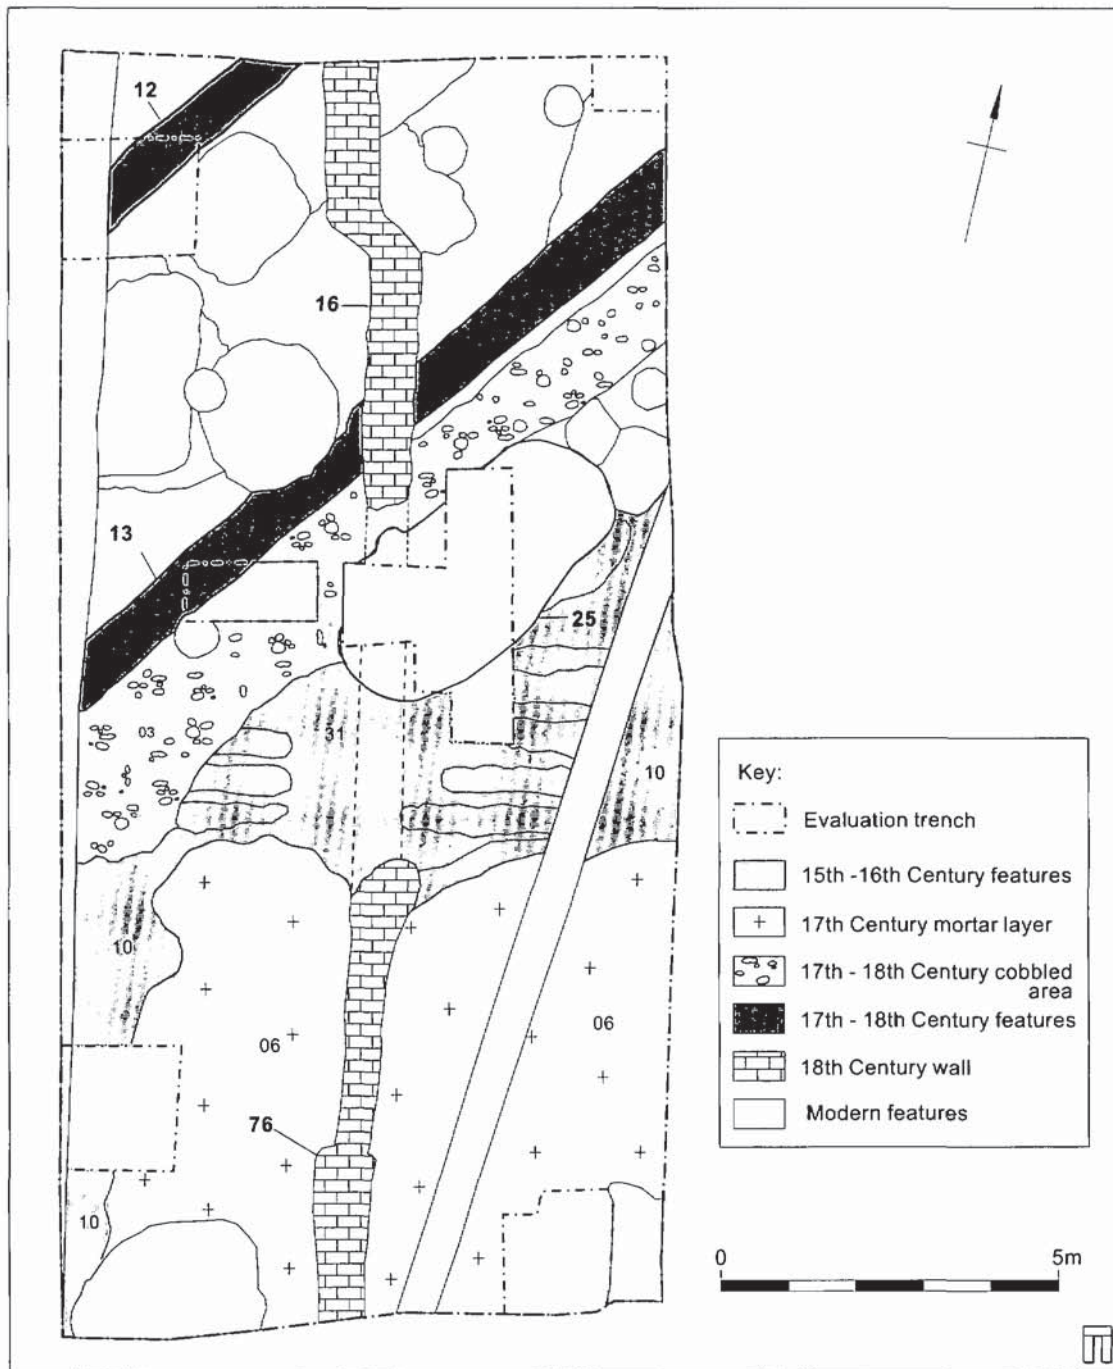 12
16
13
25
03
31
10
10
06
06
76
10
Key:
Evaluation trench
15th -16th Century features
17th Century mortar layer
17th - 18th Century cobbled
area
17th - 18th Century features
18th Century wall
Modern features
0 5m